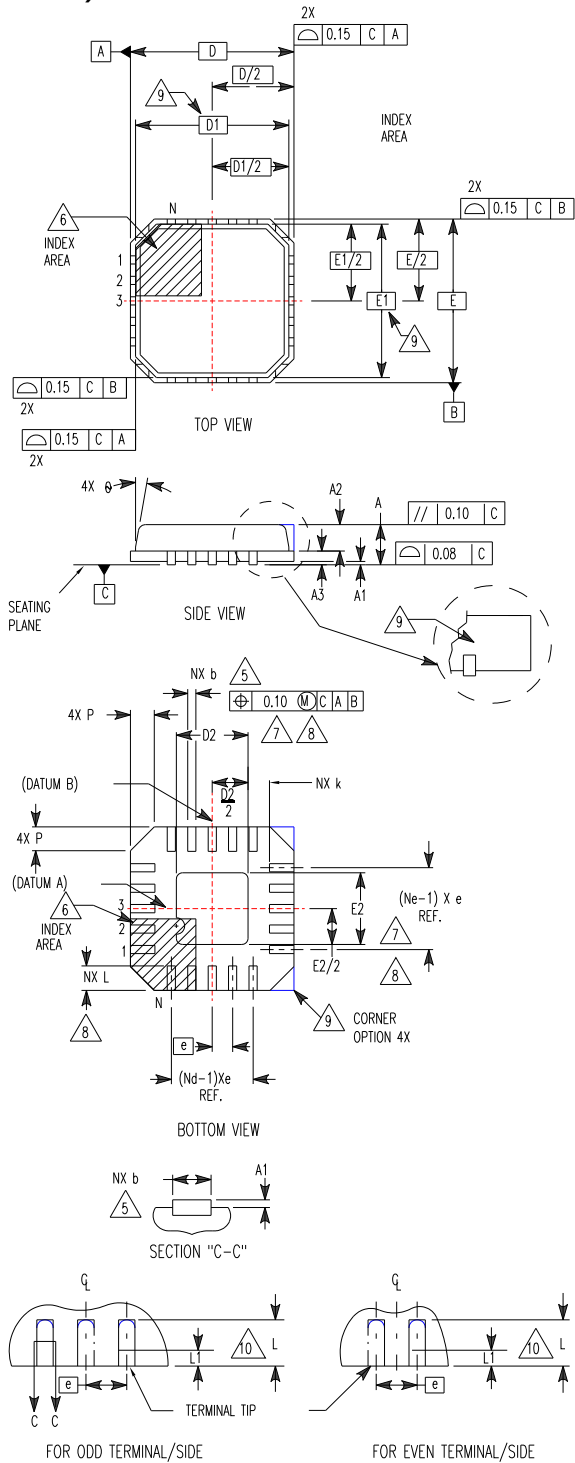 2X
0.15 C A
A
D
D/2
9
D1
INDEX
AREA
D1/2
2X
0.15 C B
N
6
INDEX
AREA
1
2
3
E1/2
E/2
E1
E
9
0.15 C B
2X
B
0.15 C A
2X
TOP VIEW
4X θ
A2
A
// 0.10 C
0.08 C
C
A3
A1
SEATING
PLANE
SIDE VIEW
9
NX b
5
0.10 M C A B
4X P
D2
7
8
(DATUM B)
D2
2
NX k
4X P
(DATUM A)
(Ne-1) X e
REF.
6
INDEX
AREA
3
2
1
E2
7
E2/2
8
NX L
8
N
9
CORNER
OPTION 4X
e
(Nd-1)Xe
REF.
BOTTOM VIEW
NX b
A1
5
SECTION "C-C"
CL
CL
10
L
L1
10
L
L1
e
e
C C
TERMINAL TIP
FOR ODD TERMINAL/SIDE
FOR EVEN TERMINAL/SIDE